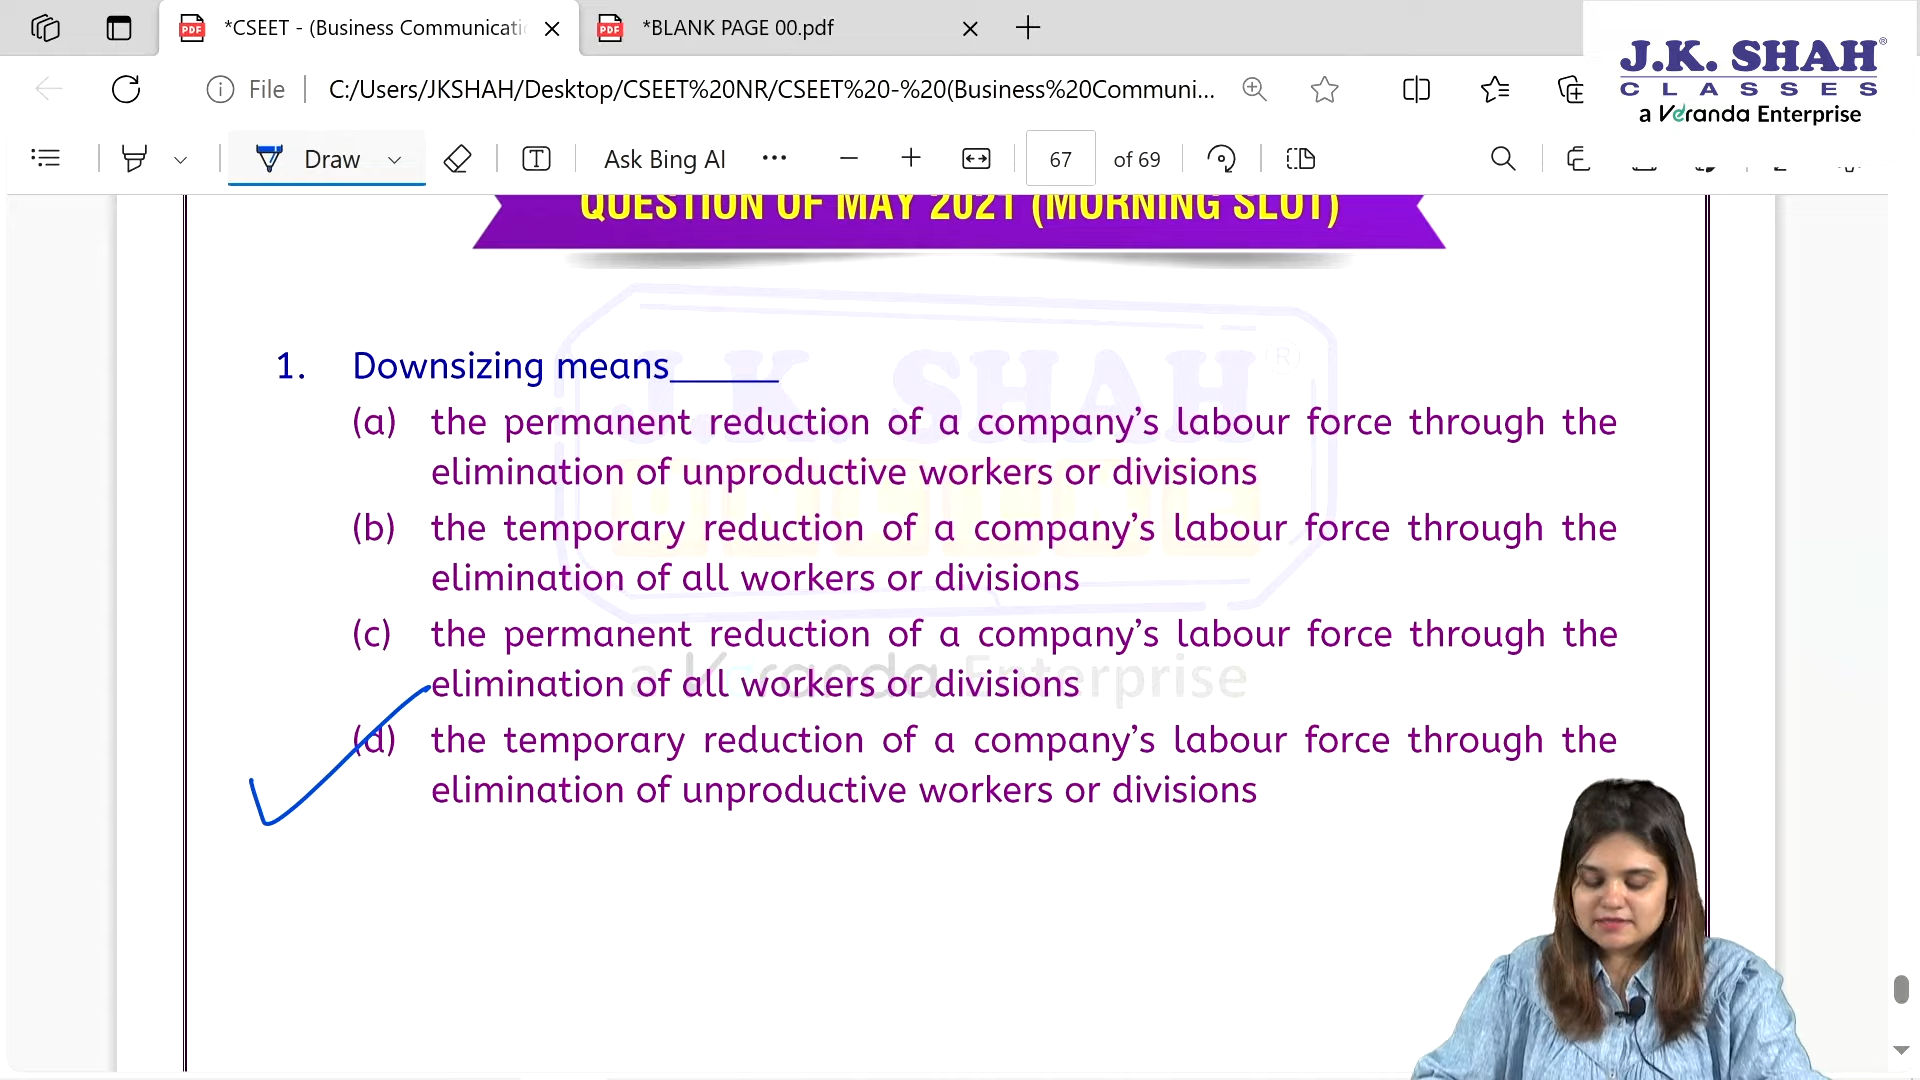 *CSEET - (Business Communicati
*BLANK PAGE 00.pdf
J.K. SHAH®
CLASSES
a Veranda Enterprise
File
C:/Users/JKSHAH/Desktop/CSEET%20NR/CSEET%20-%20(Business%20Communi...
Draw
Ask Bing AI
67
of 69
QUESTION OF MAY 2021 (MORNING SLOT)
1. Downsizing means______
(a) the permanent reduction of a company’s labour force through the
elimination of unproductive workers or divisions
(b) the temporary reduction of a company’s labour force through the
elimination of all workers or divisions
(c) the permanent reduction of a company’s labour force through the
elimination of all workers or divisions
(d) the temporary reduction of a company’s labour force through the
elimination of unproductive workers or divisions
J.K. SHAH®
a Veranda Enterprise